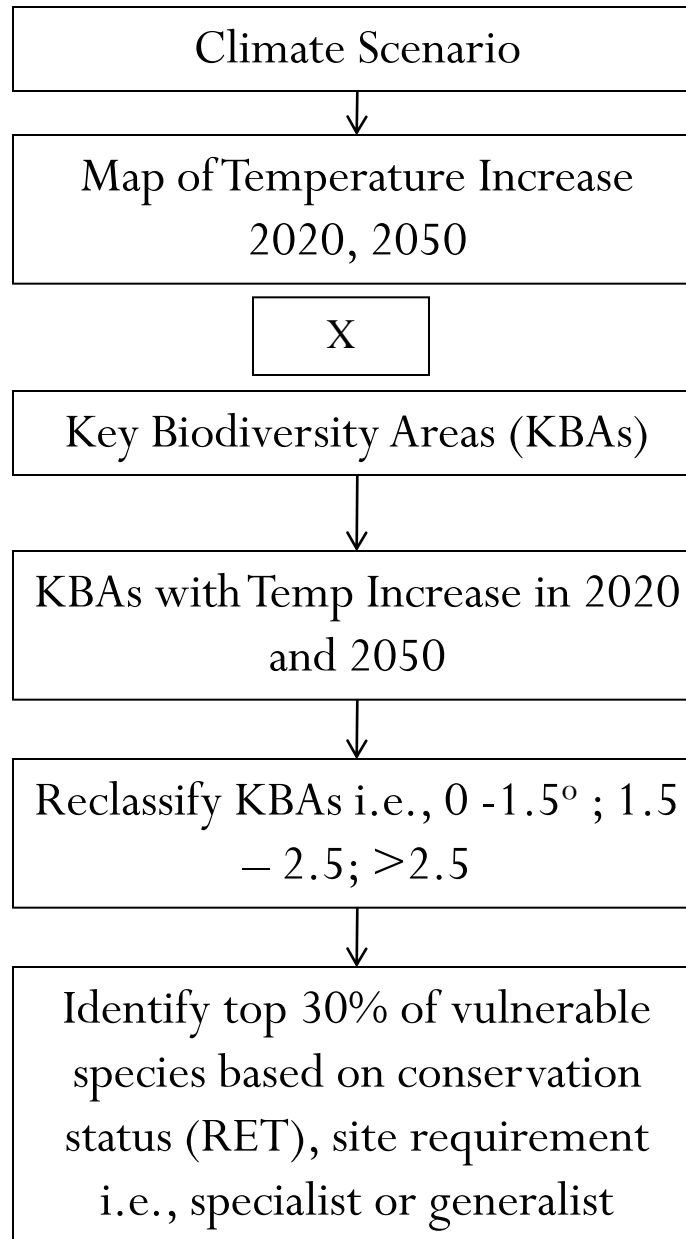 Climate Scenario
Map of Temperature Increase
2020, 2050
X
Key Biodiversity Areas (KBAs)
KBAs with Temp Increase in 2020
and 2050
Reclassify KBAs i.e., 0 -1.5º ; 1.5
– 2.5; >2.5
Identify top 30% of vulnerable
species based on conservation
status (RET), site requirement
i.e., specialist or generalist